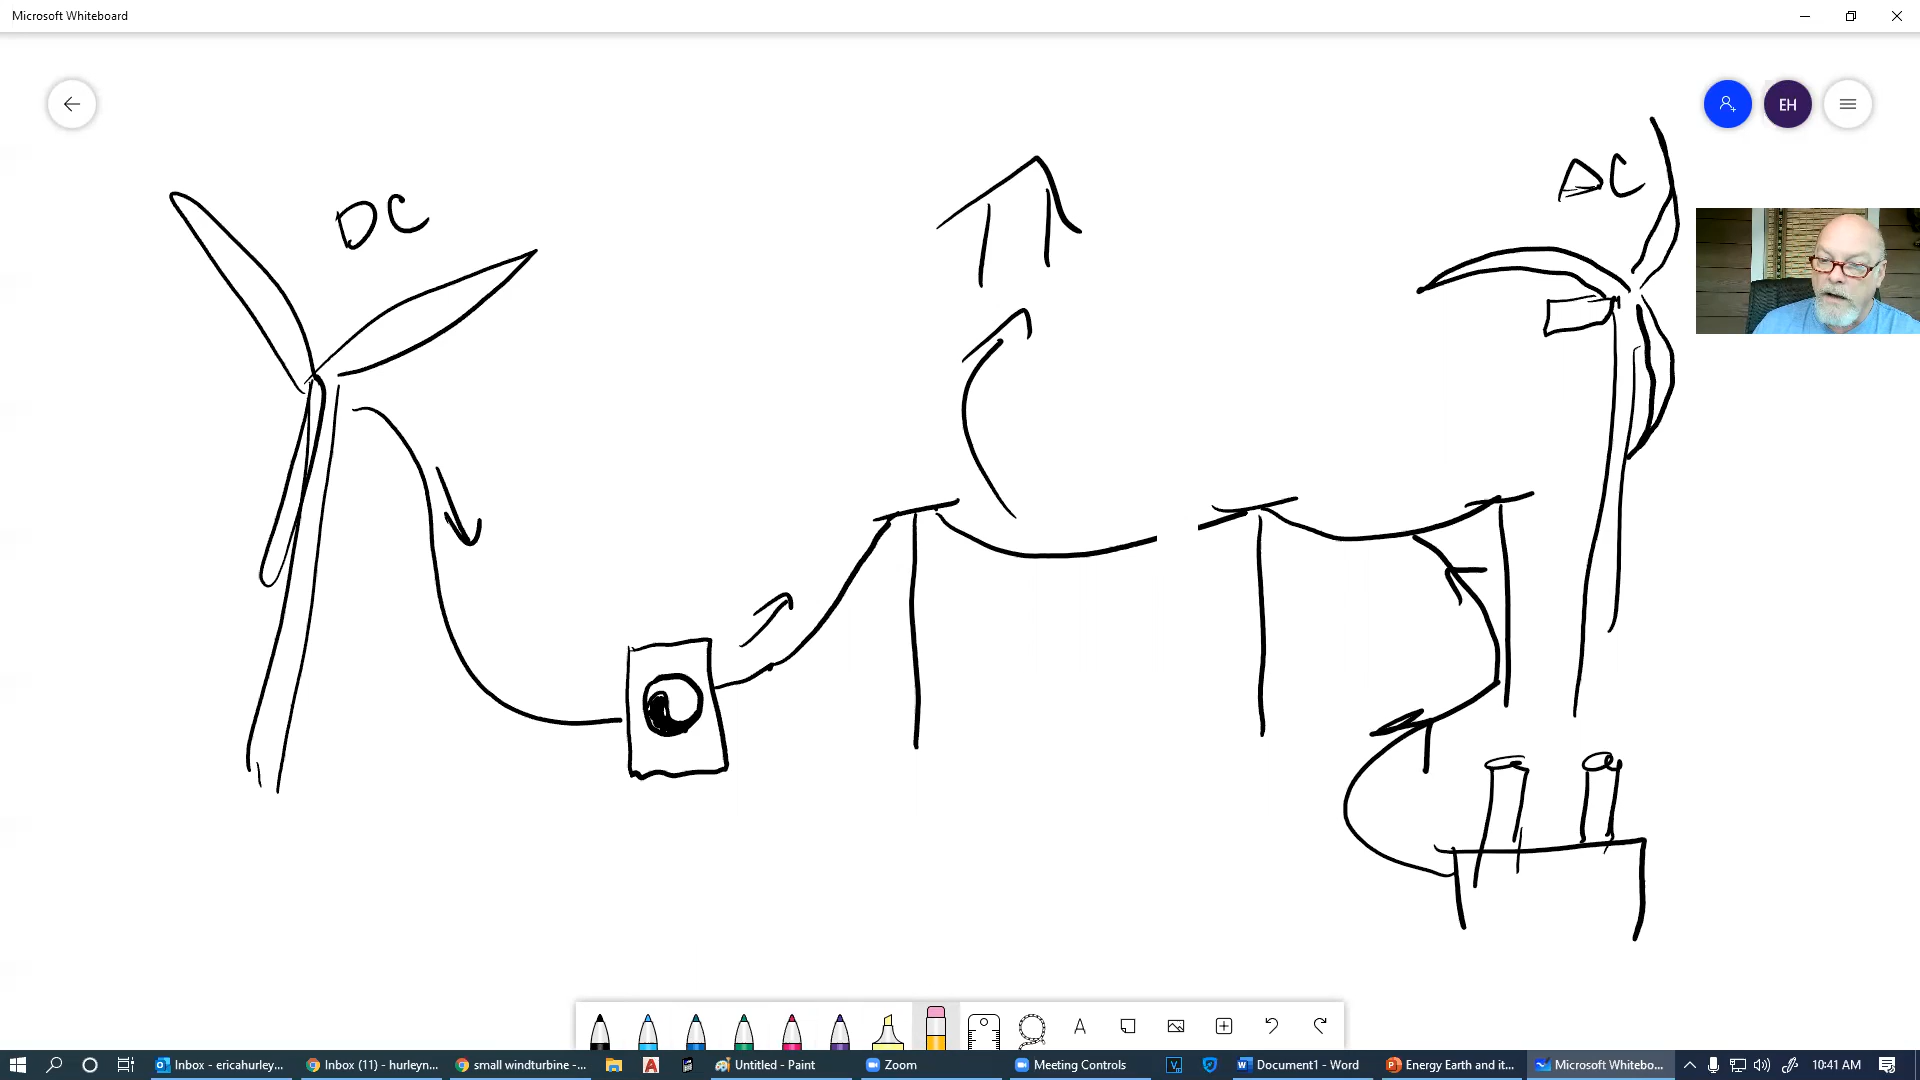 Microsoft Whiteboard
EH
DC
DC
A
Inbox - ericahurley...
Inbox (11) - hurleyn...
small windturbine -...
Untitled - Paint
Zoom
Meeting Controls
Document1 - Word
Energy Earth and it...
Microsoft Whitebo...
10:41 AM